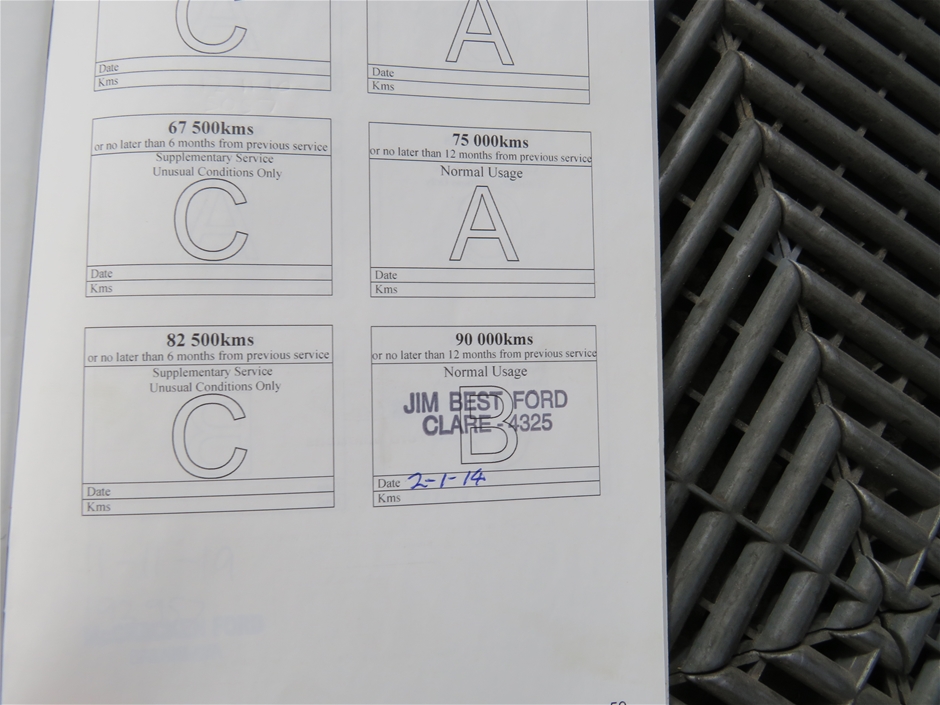 C
Date
Kms
A
Date
Kms
67 500kms
or no later than 6 months from previous service
Supplementary Service
Unusual Conditions Only
C
Date
Kms
75 000kms
or no later than 12 months from previous service
Normal Usage
A
Date
Kms
82 500kms
or no later than 6 months from previous service
Supplementary Service
Unusual Conditions Only
C
Date
Kms
90 000kms
or no later than 12 months from previous service
Normal Usage
B
JIM BEST FORD
CLARE - 4325
Date 2-1-14
Kms